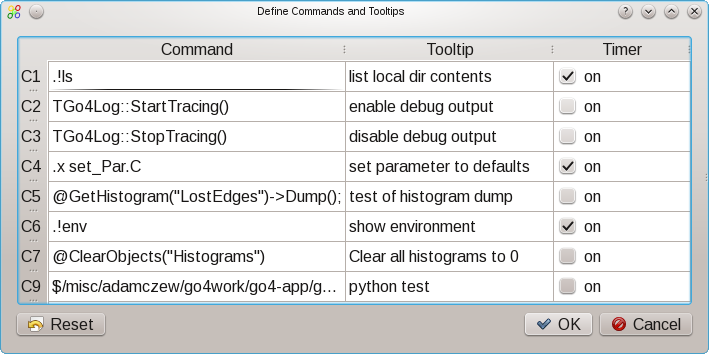 Define Commands and Tooltips
Command Tooltip Timer
C1 .!ls list local dir contents on
C2 TGo4Log::StartTracing() enable debug output on
C3 TGo4Log::StopTracing() disable debug output on
C4 .x set_Par.C set parameter to defaults on
C5 @GetHistogram("LostEdges")->Dump(); test of histogram dump on
C6 .!env show environment on
C7 @ClearObjects("Histograms") Clear all histograms to 0 on
C9 $/misc/adamczew/go4work/go4-app/g... python test on
Reset OK Cancel